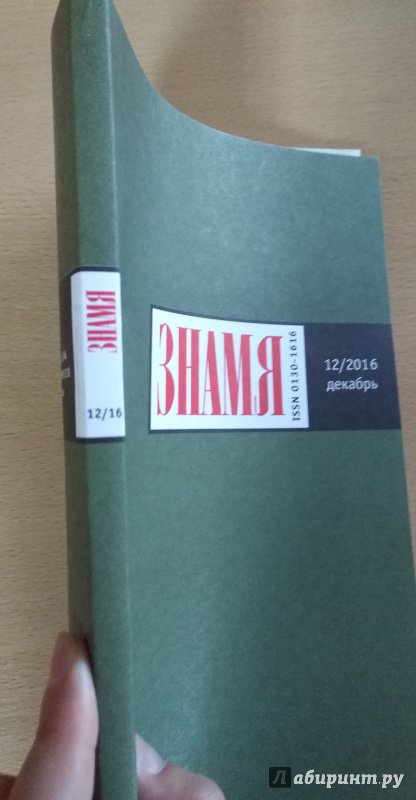 ЗНАМЯ
12/16
ЗНАМЯ
ISSN 0130-1616
12/2016
декабрь
Лабиринт.ру